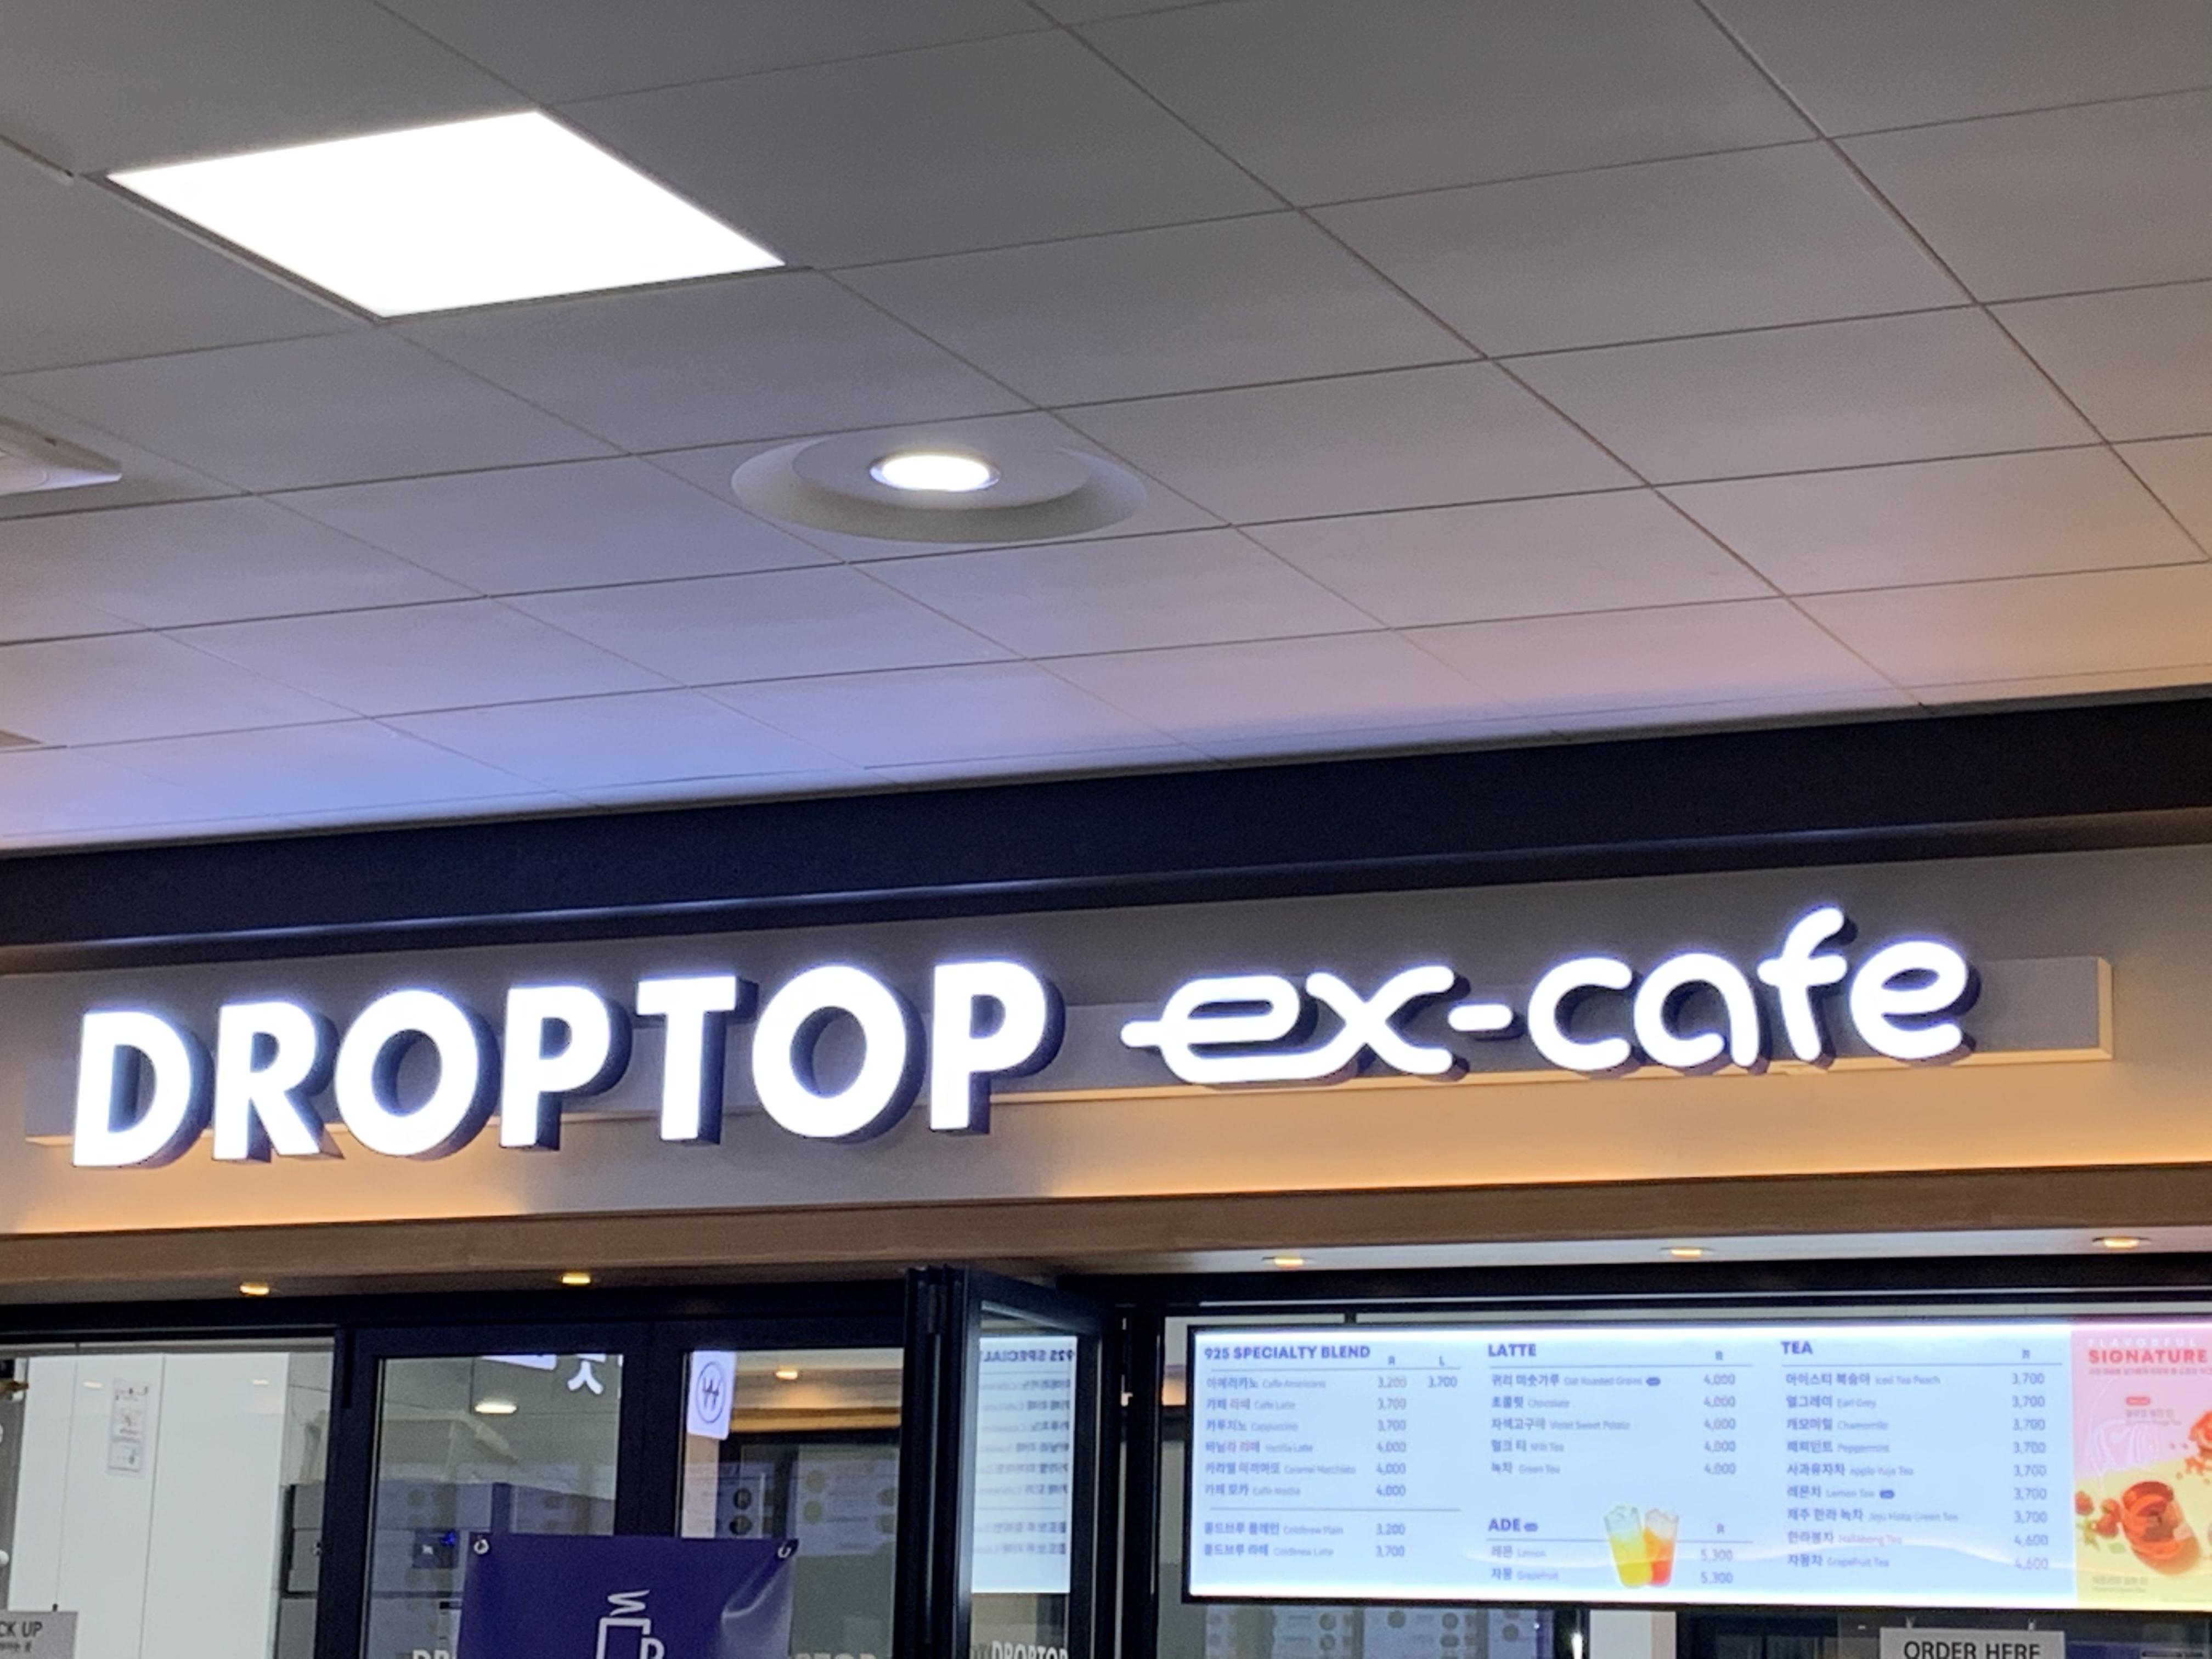 DROPTOP ex-cafe
925 SPECIALTY BLEND R L
아메리카노 Caffe Americano 3,200 3,700
카페 라떼 Caffe Latte 3,700
카푸치노 Cappuccino 3,700
바닐라 라떼 Vanilla Latte 4,000
카라멜 마끼아또 Caramel Macchiato 4,000
카페 모카 Caffe Mocha 4,000
콜드브루 플레인 Coldbrew Plain 3,200
콜드브루 라떼 Coldbrew Latte 3,700
LATTE R
귀리 미숫가루 Oat Roasted Grains 4,000
초콜릿 Chocolate 4,000
자색고구마 Violet Sweet Potato 4,000
밀크 티 Milk Tea 4,000
녹차 Green Tea 4,000
ADE R
레몬 Lemon 5,300
자몽 Grapefruit 5,300
TEA R
아이스티 복숭아 Iced Tea Peach 3,700
얼그레이 Earl Grey 3,700
캐모마일 Chamomile 3,700
페퍼민트 Peppermint 3,700
사과유자차 Apple-Yuja Tea 3,700
레몬차 Lemon Tea 3,700
제주 한라 녹차 Jeju Halla Green Tea 3,700
한라봉차 Hallabong Tea 4,600
자몽차 Grapefruit Tea 4,600
FLAVORFUL
SIGNATURE
CK UP
DROPTOP
ORDER HERE